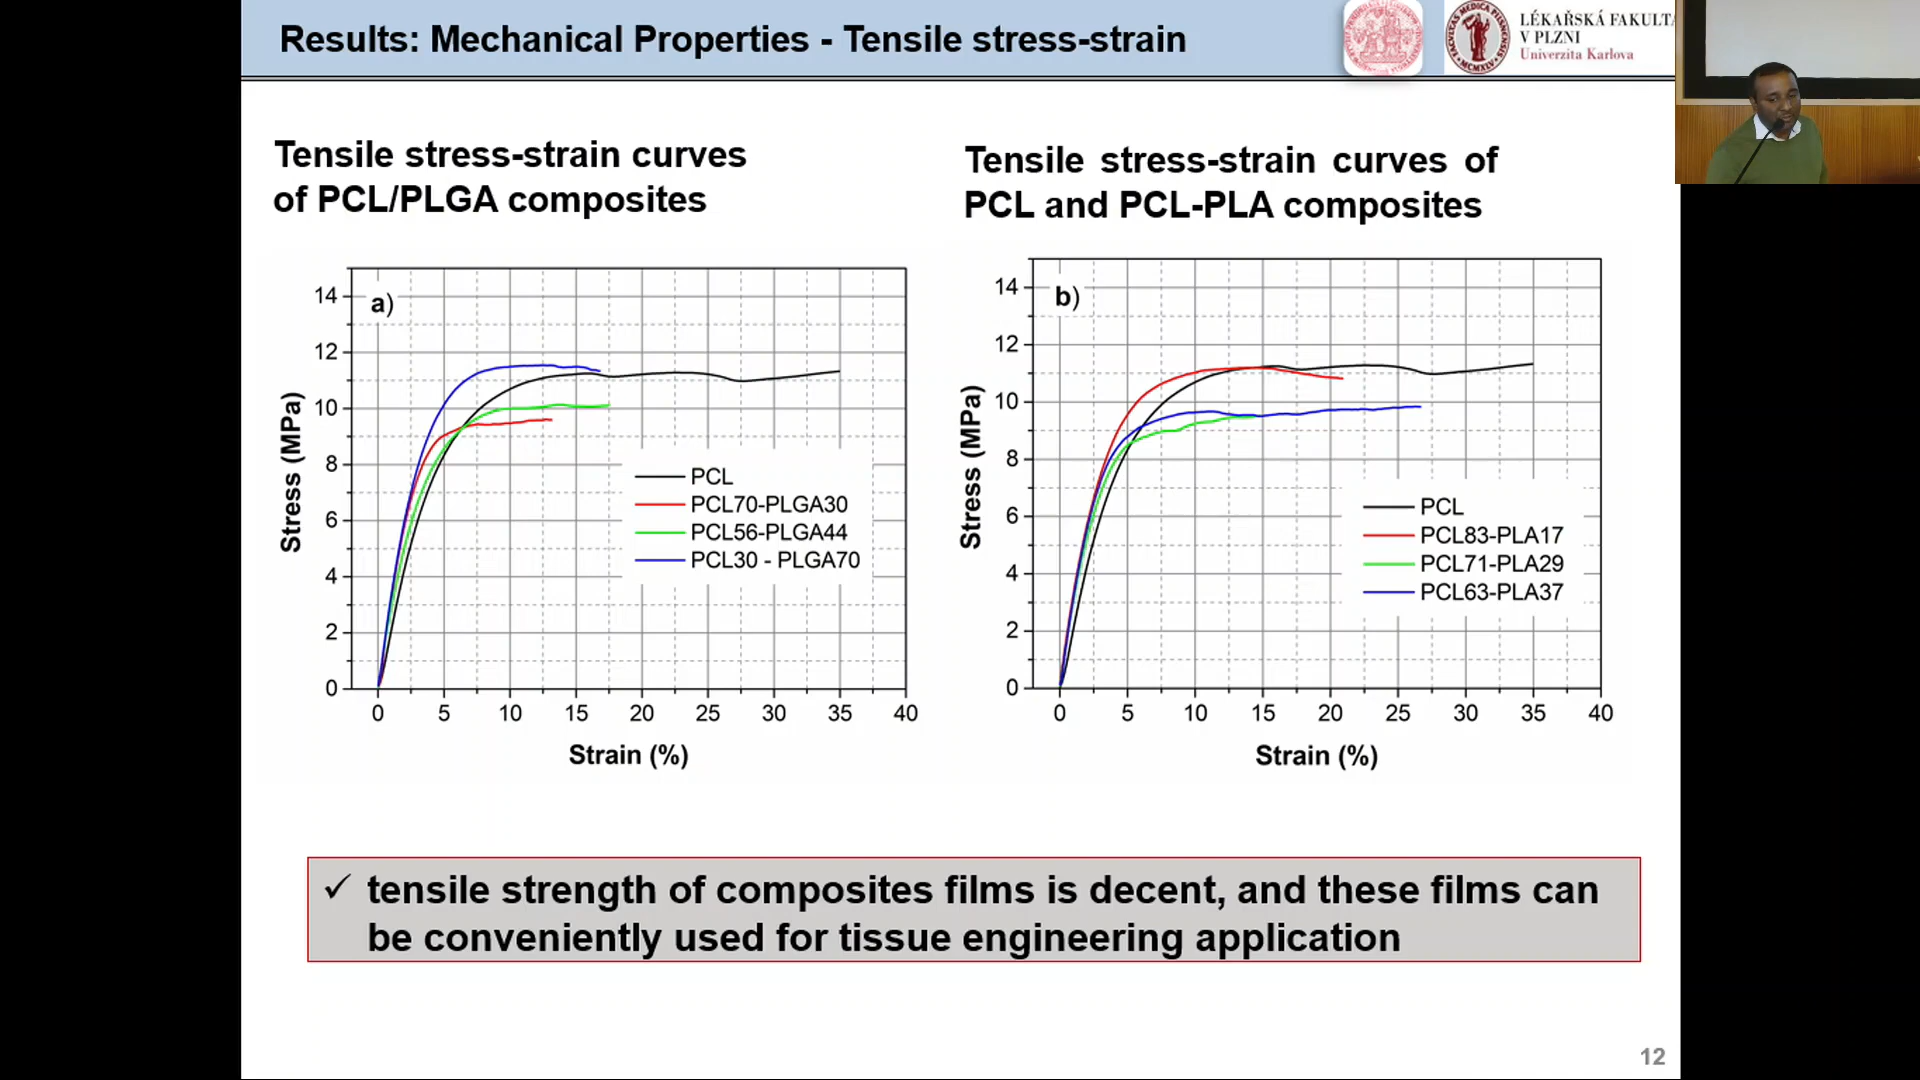 Results: Mechanical Properties - Tensile stress-strain
LÉKAŘSKÁ FAKULTA
V PLZNI
Univerzita Karlova
Tensile stress-strain curves
of PCL/PLGA composites
Tensile stress-strain curves of
PCL and PCL-PLA composites
a)
14
12
10
8
6
4
2
0
Stress (MPa)
PCL
PCL70-PLGA30
PCL56-PLGA44
PCL30 - PLGA70
0 5 10 15 20 25 30 35 40
Strain (%)
b)
14
12
10
8
6
4
2
0
Stress (MPa)
PCL
PCL83-PLA17
PCL71-PLA29
PCL63-PLA37
0 5 10 15 20 25 30 35 40
Strain (%)
✓ tensile strength of composites films is decent, and these films can
be conveniently used for tissue engineering application
12